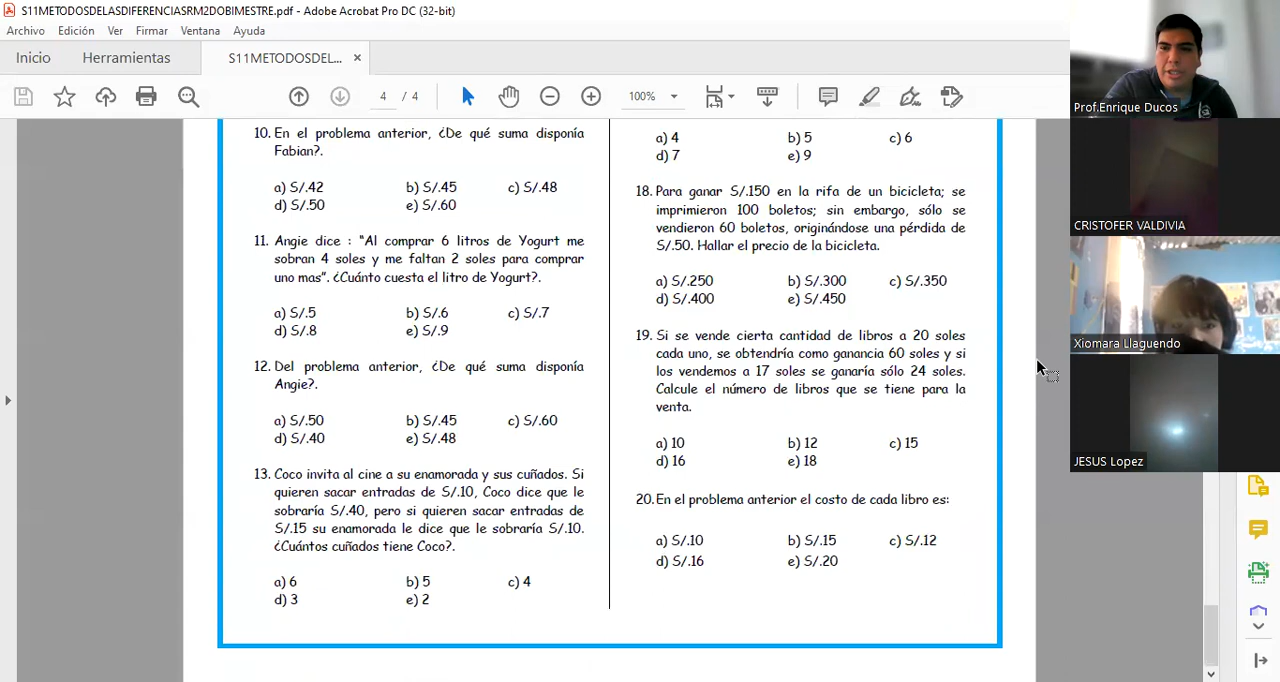 S11METODOSDELASDIFERENCIASRM2DOBIMESTRE.pdf - Adobe Acrobat Pro DC (32-bit)
Archivo Edición Ver Firmar Ventana Ayuda
Inicio Herramientas S11METODOSDEL... ×
4 / 4 100%
10. En el problema anterior, ¿De qué suma disponía
Fabian?.
a) S/.42 b) S/.45 c) S/.48
d) S/.50 e) S/.60
11. Angie dice : "Al comprar 6 litros de Yogurt me
sobran 4 soles y me faltan 2 soles para comprar
uno mas". ¿Cuánto cuesta el litro de Yogurt?.
a) S/.5 b) S/.6 c) S/.7
d) S/.8 e) S/.9
12. Del problema anterior, ¿De qué suma disponía
Angie?.
a) S/.50 b) S/.45 c) S/.60
d) S/.40 e) S/.48
13. Coco invita al cine a su enamorada y sus cuñados. Si
quieren sacar entradas de S/.10, Coco dice que le
sobraría S/.40, pero si quieren sacar entradas de
S/.15 su enamorada le dice que le sobraría S/.10.
¿Cuántos cuñados tiene Coco?.
a) 6 b) 5 c) 4
d) 3 e) 2
a) 4 b) 5 c) 6
d) 7 e) 9
18. Para ganar S/.150 en la rifa de un bicicleta; se
imprimieron 100 boletos; sin embargo, sólo se
vendieron 60 boletos, originándose una pérdida de
S/.50. Hallar el precio de la bicicleta.
a) S/.250 b) S/.300 c) S/.350
d) S/.400 e) S/.450
19. Si se vende cierta cantidad de libros a 20 soles
cada uno, se obtendría como ganancia 60 soles y si
los vendemos a 17 soles se ganaría sólo 24 soles.
Calcule el número de libros que se tiene para la
venta.
a) 10 b) 12 c) 15
d) 16 e) 18
20. En el problema anterior el costo de cada libro es:
a) S/.10 b) S/.15 c) S/.12
d) S/.16 e) S/.20
Prof.Enrique Ducos
CRISTOFER VALDIVIA
Xiomara Llaguendo
JESUS Lopez